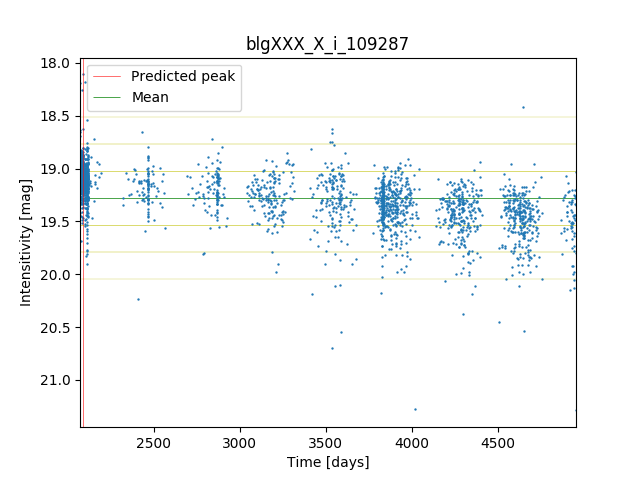 blgXXX_X_i_109287
Predicted peak
Mean
18.0
18.5
19.0
19.5
20.0
20.5
21.0
Intensitivity [mag]
2500
3000
3500
4000
4500
Time [days]